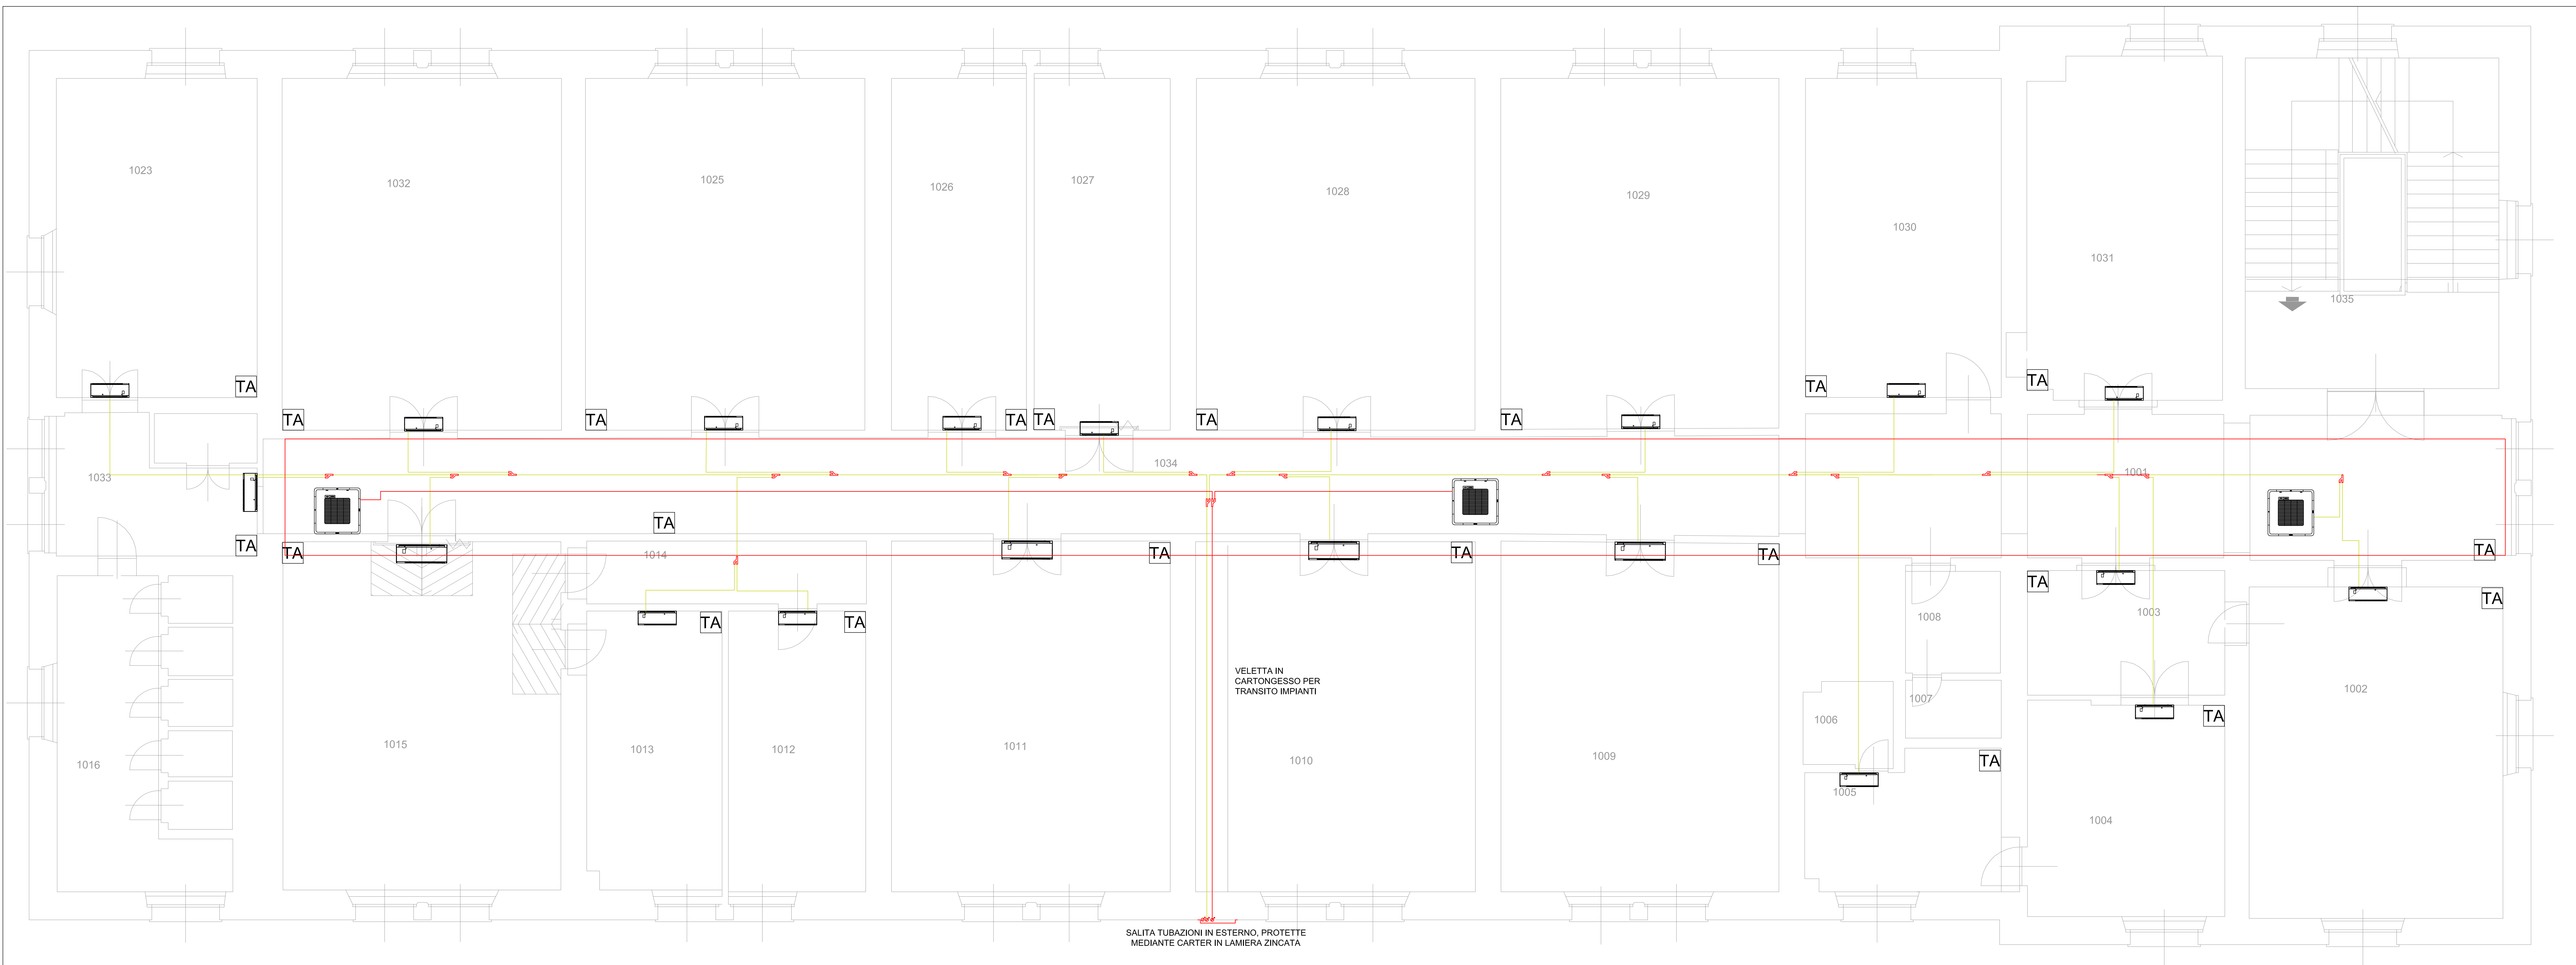 1023
1032
1025
1026
1027
1028
1029
1030
1031
1035
TA
TA
TA
TA
TA
TA
TA
TA
TA
1033
1034
1001
TA
TA
TA
1014
TA
TA
TA
TA
TA
1008
1003
TA
TA
TA
VELETTA IN
CARTONGESSO PER
TRANSITO IMPIANTI
1007
1002
1006
TA
1016
1015
1013
1012
1011
1010
1009
TA
1005
1004
SALITA TUBAZIONI IN ESTERNO, PROTETTE
MEDIANTE CARTER IN LAMIERA ZINCATA